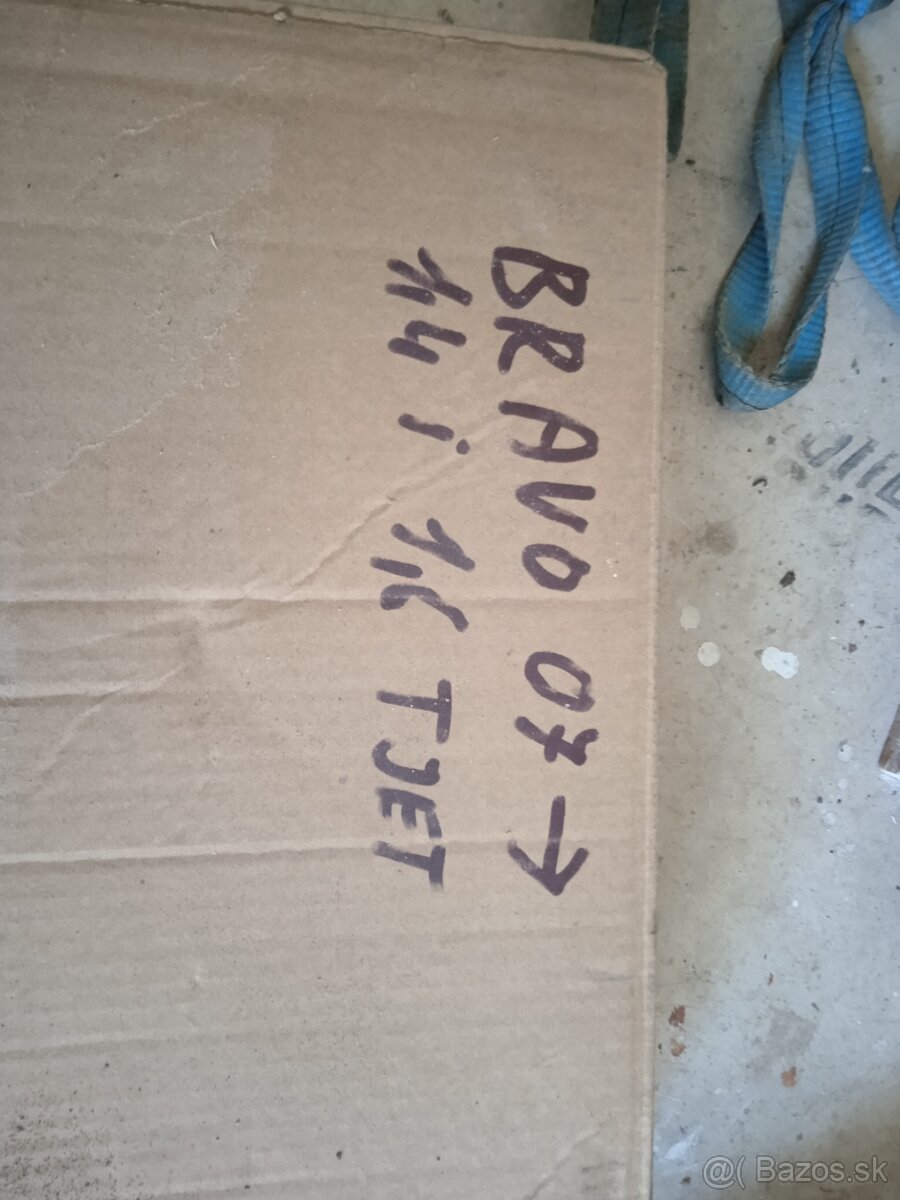 BRAVO 07 →
1,4 i 1,6 TJET
@( Bazos.sk